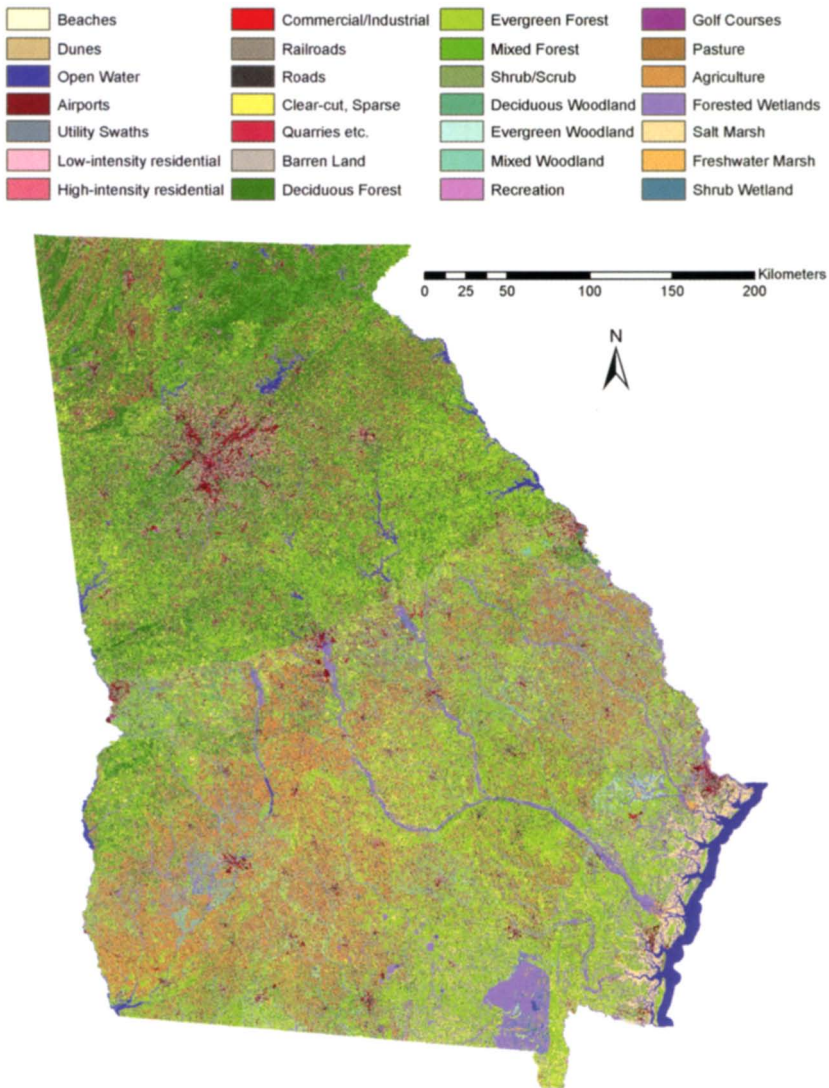 Beaches
Commercial/Industrial
Evergreen Forest
Golf Courses
Dunes
Railroads
Mixed Forest
Pasture
Open Water
Roads
Shrub/Scrub
Agriculture
Airports
Clear-cut, Sparse
Deciduous Woodland
Forested Wetlands
Utility Swaths
Quarries etc.
Evergreen Woodland
Salt Marsh
Low-intensity residential
Barren Land
Mixed Woodland
Freshwater Marsh
High-intensity residential
Deciduous Forest
Recreation
Shrub Wetland
Kilometers
0 25 50 100 150 200
N